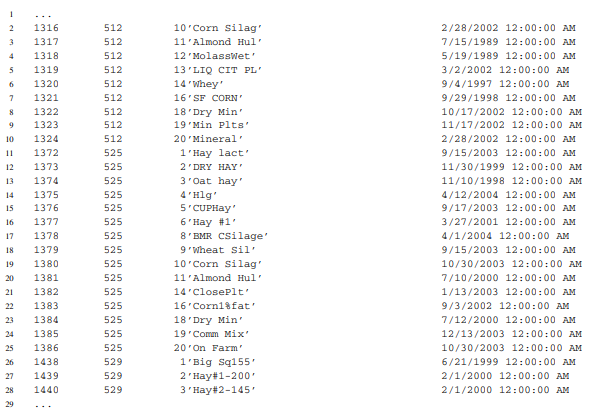 1 ...
2 1316 512 10'Corn Silag' 2/28/2002 12:00:00 AM
3 1317 512 11'Almond Hul' 7/15/1989 12:00:00 AM
4 1318 512 12'MolassWet' 5/19/1989 12:00:00 AM
5 1319 512 13'LIQ CIT PL' 3/2/2002 12:00:00 AM
6 1320 512 14'Whey' 9/4/1997 12:00:00 AM
7 1321 512 16'SF CORN' 9/29/1998 12:00:00 AM
8 1322 512 18'Dry Min' 10/17/2002 12:00:00 AM
9 1323 512 19'Min Plts' 11/17/2002 12:00:00 AM
10 1324 512 20'Mineral' 2/28/2002 12:00:00 AM
11 1372 525 1'Hay lact' 9/15/2003 12:00:00 AM
12 1373 525 2'DRY HAY' 11/30/1999 12:00:00 AM
13 1374 525 3'Oat hay' 11/10/1998 12:00:00 AM
14 1375 525 4'Hlg' 4/12/2004 12:00:00 AM
15 1376 525 5'CUPHay' 9/17/2003 12:00:00 AM
16 1377 525 6'Hay #1' 3/27/2001 12:00:00 AM
17 1378 525 8'BMR CSilage' 4/1/2004 12:00:00 AM
18 1379 525 9'Wheat Sil' 9/15/2003 12:00:00 AM
19 1380 525 10'Corn Silag' 10/30/2003 12:00:00 AM
20 1381 525 11'Almond Hul' 7/10/2000 12:00:00 AM
21 1382 525 14'ClosePlt' 1/13/2003 12:00:00 AM
22 1383 525 16'Corn1%fat' 9/3/2002 12:00:00 AM
23 1384 525 18'Dry Min' 7/12/2000 12:00:00 AM
24 1385 525 19'Comm Mix' 12/13/2003 12:00:00 AM
25 1386 525 20'On Farm' 10/30/2003 12:00:00 AM
26 1438 529 1'Big Sq155' 6/21/1999 12:00:00 AM
27 1439 529 2'Hay#1-200' 2/1/2000 12:00:00 AM
28 1440 529 3'Hay#2-145' 2/1/2000 12:00:00 AM
29 ...